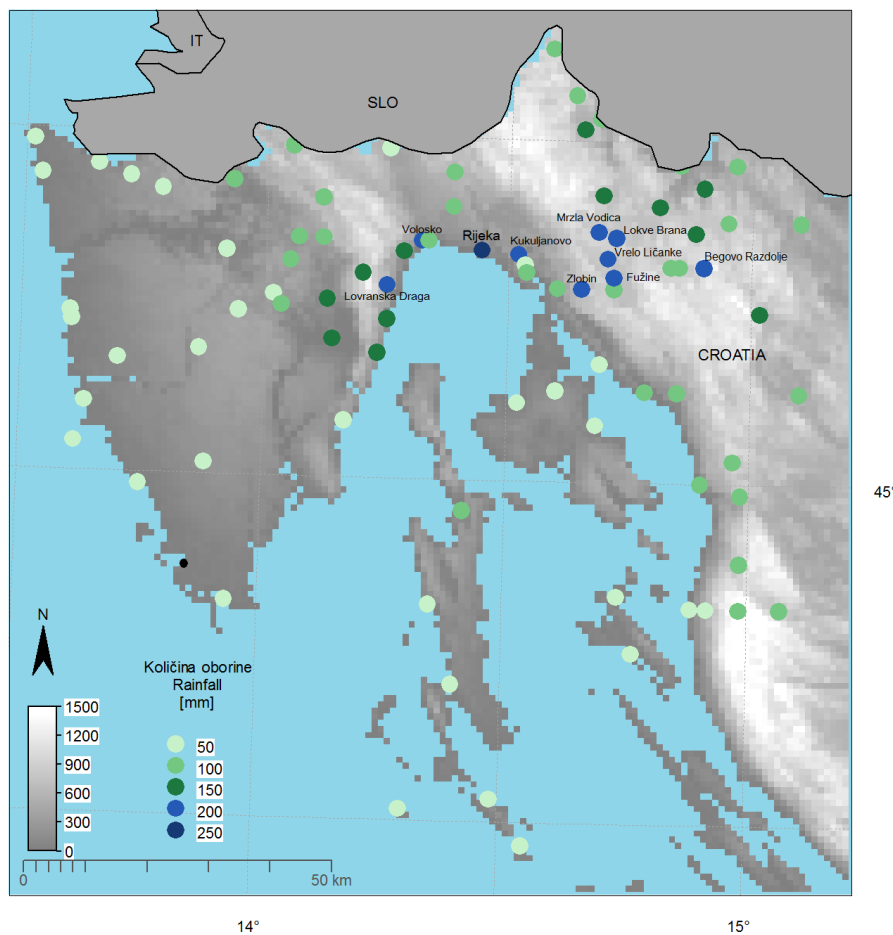 IT
SLO
Mrzla Vodica
Volosko
Rijeka
Lokve Brana
Kukuljanovo
Vrelo Ličanke
Begovo Razdolje
Zlobin
Fužine
Lovranska Draga
CROATIA
45°
N
Količina oborine
Rainfall
[mm]
1500
1200
900
600
300
0
50
100
150
200
250
0
50 km
14°
15°